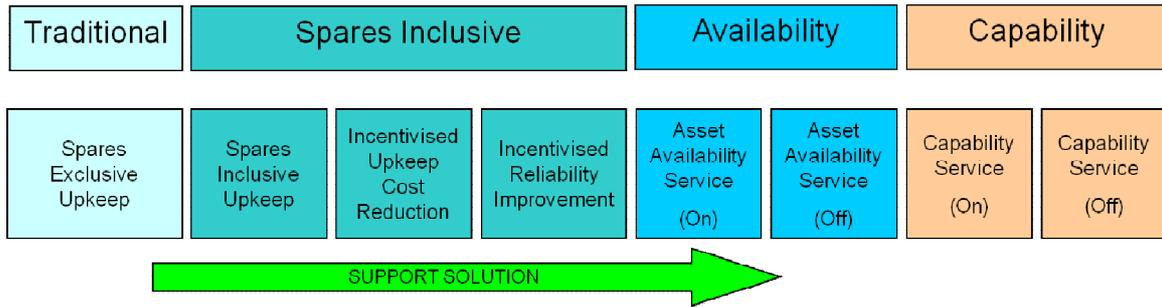 Traditional
Spares Inclusive
Availability
Capability
Spares
Exclusive
Upkeep
Spares
Inclusive
Upkeep
Incentivised
Upkeep
Cost
Reduction
Incentivised
Reliability
Improvement
Asset
Availability
Service
(On)
Asset
Availability
Service
(Off)
Capability
Service
(On)
Capability
Service
(Off)
SUPPORT SOLUTION